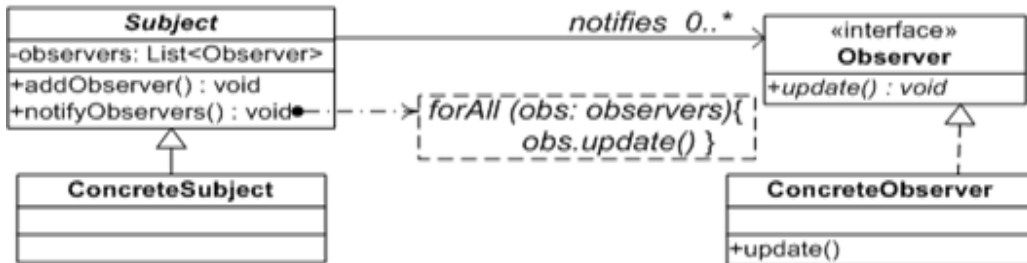 Subject
-observers: List<Observer>
+addObserver() : void
+notifyObservers() : void
notifies 0..*
forAll (obs: observers){
obs.update() }
«interface»
Observer
+update() : void
ConcreteSubject
ConcreteObserver
+update()